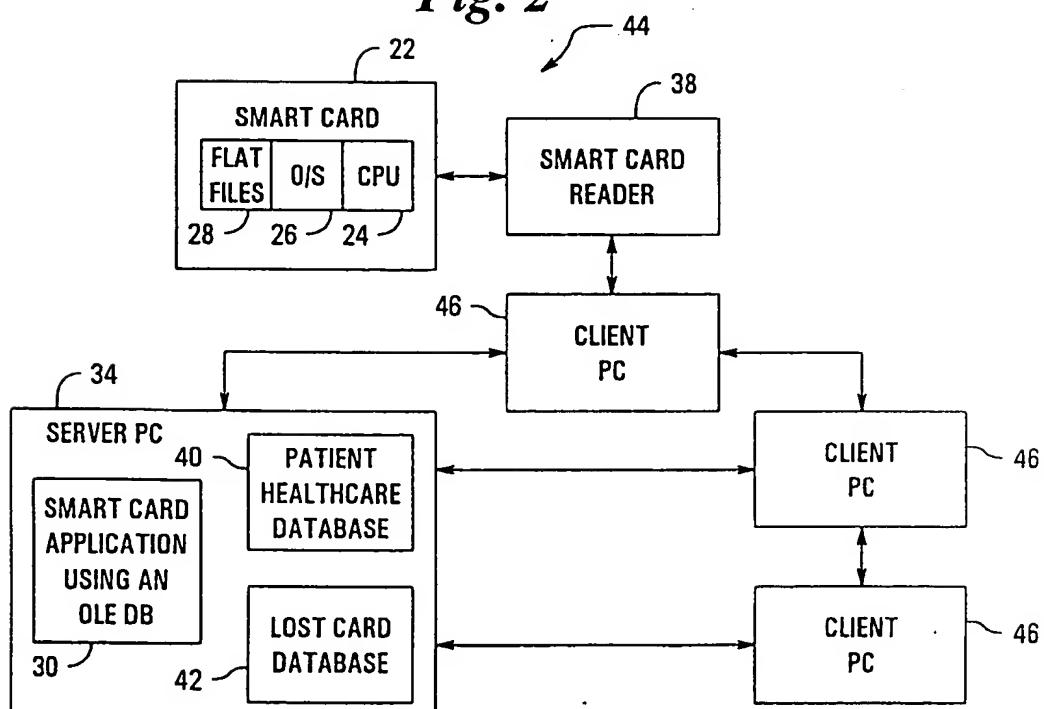 Fig. 2
44
22
SMART CARD
FLAT
FILES
O/S
CPU
28
26
24
38
SMART CARD
READER
46
CLIENT
PC
34
SERVER PC
40
PATIENT
HEALTHCARE
DATABASE
SMART CARD
APPLICATION
USING AN
OLE DB
30
42
LOST CARD
DATABASE
CLIENT
PC
46
CLIENT
PC
46